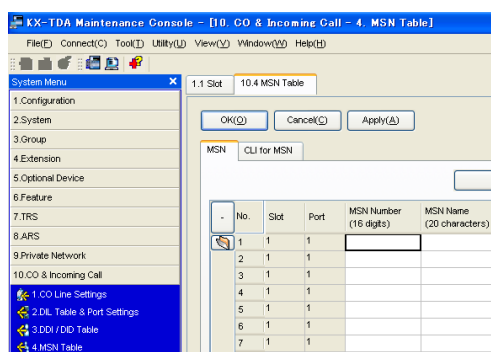 KX-TDA Maintenance Console - [10. CO & Incoming Call - 4. MSN Table]
File(F) Connect(C) Tool(T) Utility(U) View(V) Window(W) Help(H)
System Menu ×
1.1 Slot 10.4 MSN Table
1.Configuration
2.System
3.Group
4.Extension
5.Optional Device
6.Feature
7.TRS
8.ARS
9.Private Network
10.CO & Incoming Call
1.CO Line Settings
2.DIL Table & Port Settings
3.DDI / DID Table
4.MSN Table
OK(O) Cancel(C) Apply(A)
MSN CLI for MSN
- No. Slot Port MSN Number (16 digits) MSN Name (20 characters)
1 1 1
2 1 1
3 1 1
4 1 1
5 1 1
6 1 1
7 1 1